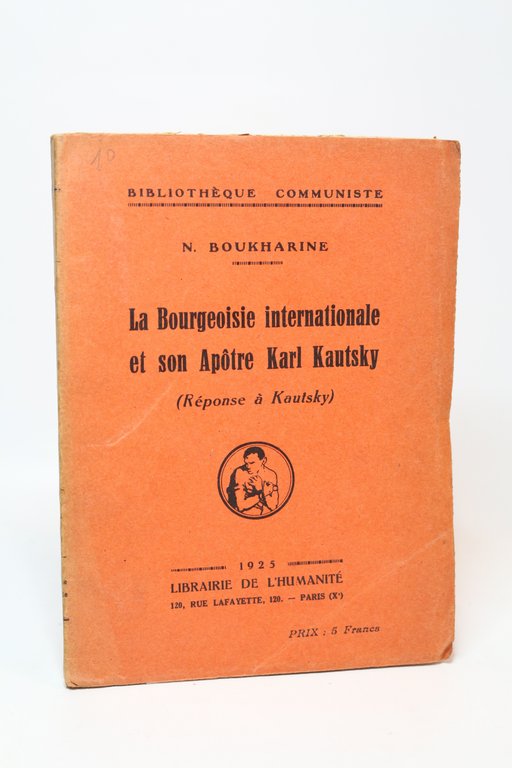 10
BIBLIOTHÈQUE COMMUNISTE
N. BOUKHARINE
La Bourgeoisie internationale
et son Apôtre Karl Kautsky
(Réponse à Kautsky)
1925
LIBRAIRIE DE L'HUMANITÉ
120, RUE LAFAYETTE, 120. — PARIS (Xᵉ)
PRIX : 5 Francs